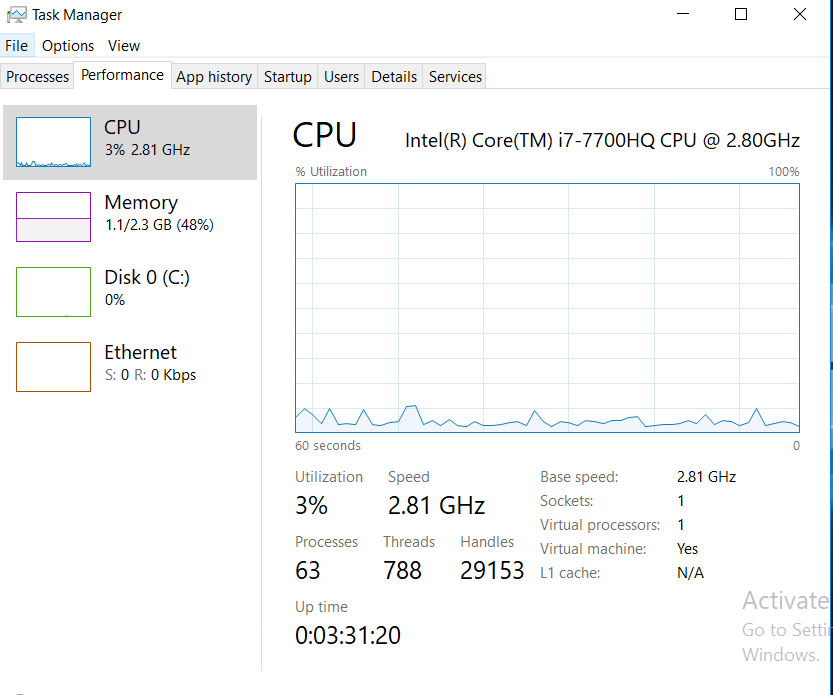 Task Manager
File Options View
Processes Performance App history Startup Users Details Services
CPU
3% 2.81 GHz
Memory
1.1/2.3 GB (48%)
Disk 0 (C:)
0%
Ethernet
S: 0 R: 0 Kbps
CPU Intel(R) Core(TM) i7-7700HQ CPU @ 2.80GHz
% Utilization 100%
60 seconds 0
Utilization Speed
3% 2.81 GHz
Processes Threads Handles
63 788 29153
Up time
0:03:31:20
Base speed: 2.81 GHz
Sockets: 1
Virtual processors: 1
Virtual machine: Yes
L1 cache: N/A
Activate
Go to Settin
Windows.